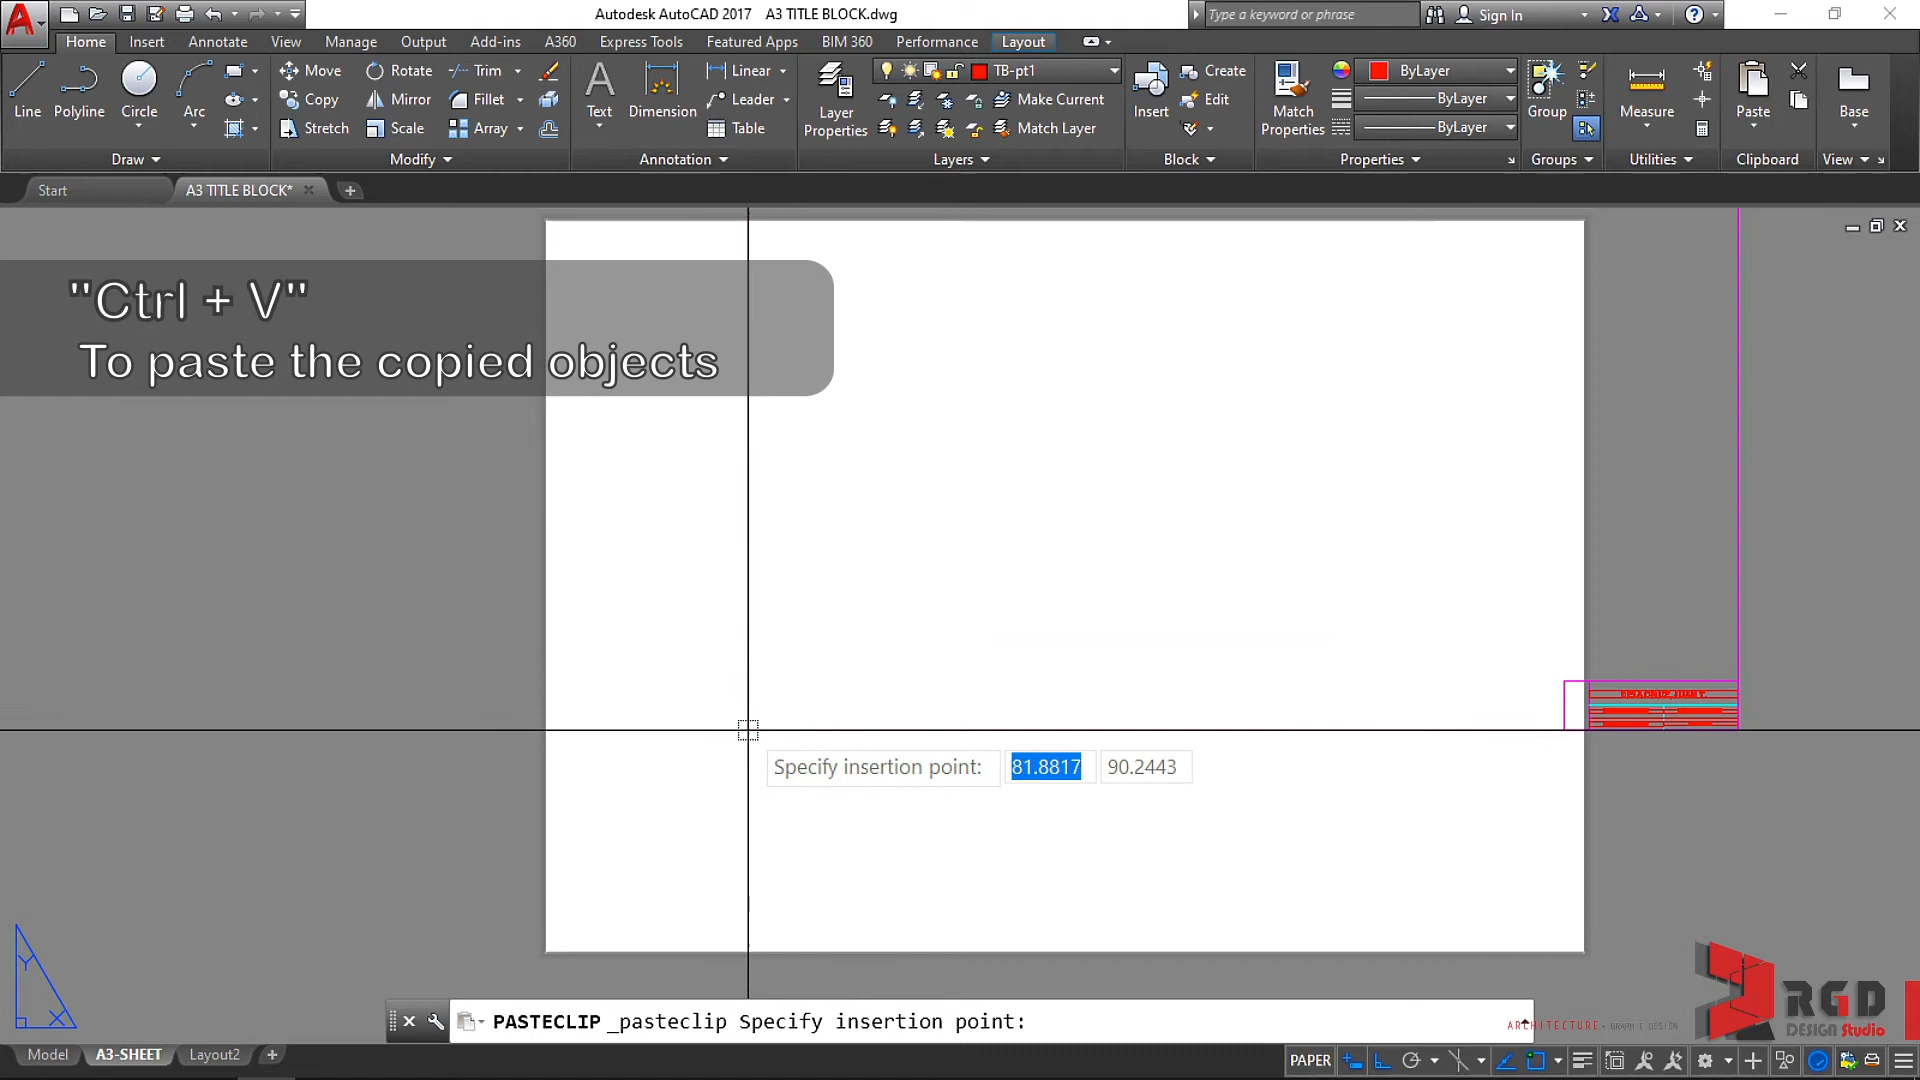 Autodesk AutoCAD 2017 A3 TITLE BLOCK.dwg
Type a keyword or phrase
Sign In
Home Insert Annotate View Manage Output Add-ins A360 Express Tools Featured Apps BIM 360 Performance Layout
Line Polyline Circle Arc
Draw
Move Rotate Trim
Copy Mirror Fillet
Stretch Scale Array
Modify
Text Dimension
Linear
Leader
Table
Annotation
Layer Properties
TB-pt1
Make Current
Match Layer
Layers
Insert
Create
Edit
Block
Match Properties
ByLayer
ByLayer
ByLayer
Properties
Group
Groups
Measure
Utilities
Paste
Clipboard
Base
View
Start
A3 TITLE BLOCK*
"Ctrl + V"
To paste the copied objects
Specify insertion point: 81.8817 90.2443
Y
X
PASTECLIP _pasteclip Specify insertion point:
ARCHITECTURE
RGD
DESIGN Studio
Model A3-SHEET Layout2
PAPER